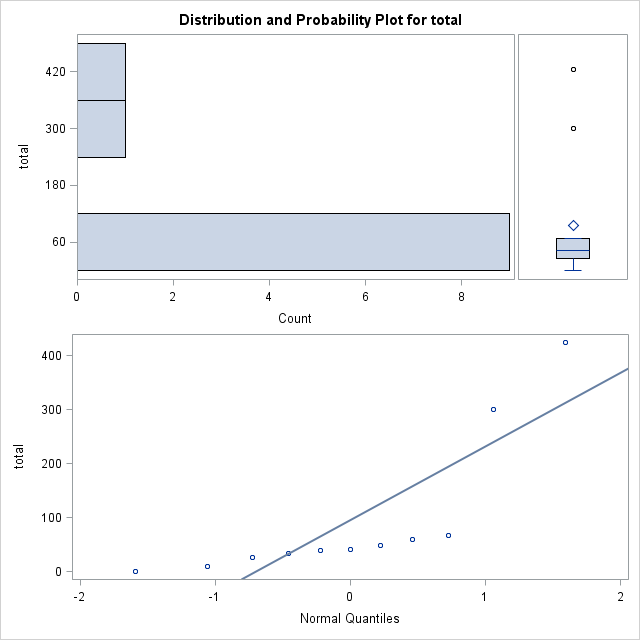 Distribution and Probability Plot for total
420
300
180
60
total
0 2 4 6 8
Count
400
300
200
100
0
total
-2 -1 0 1 2
Normal Quantiles